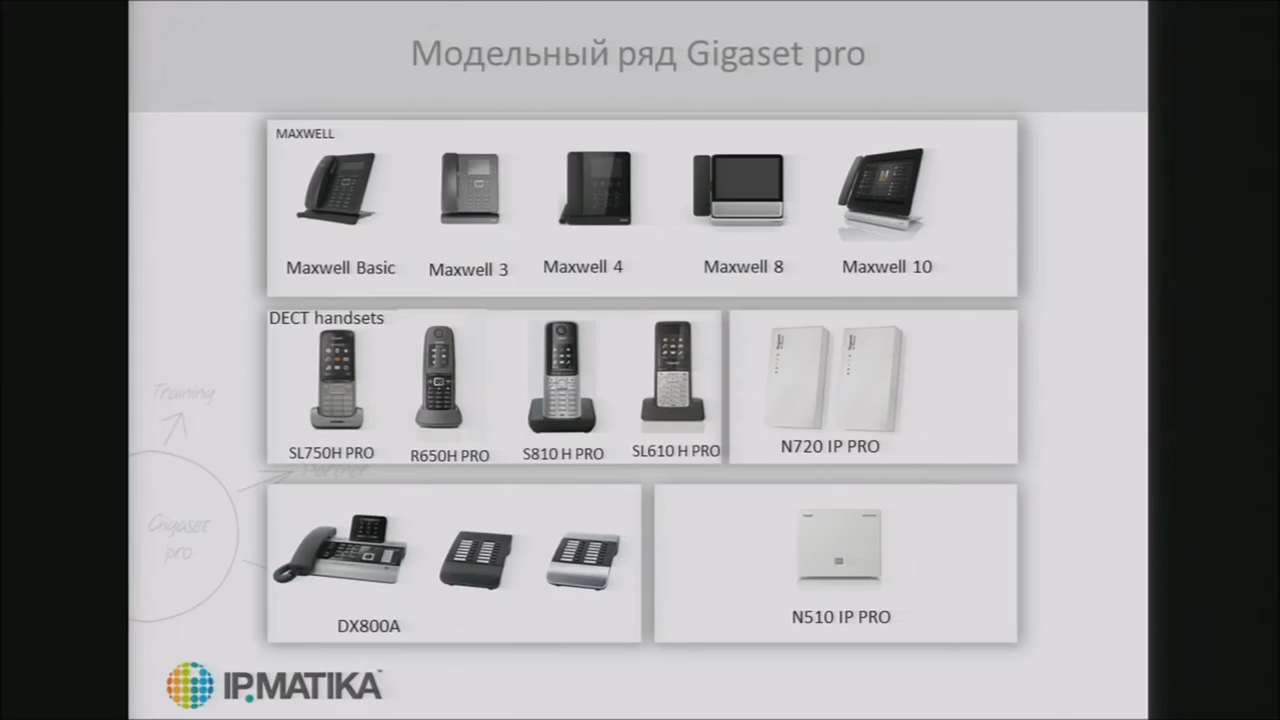 Модельный ряд Gigaset pro
MAXWELL
Maxwell Basic
Maxwell 3
Maxwell 4
Maxwell 8
Maxwell 10
DECT handsets
SL750H PRO
R650H PRO
S810 H PRO
SL610 H PRO
N720 IP PRO
Training
Partner
Gigaset
pro
DX800A
N510 IP PRO
IP.MATIKA™